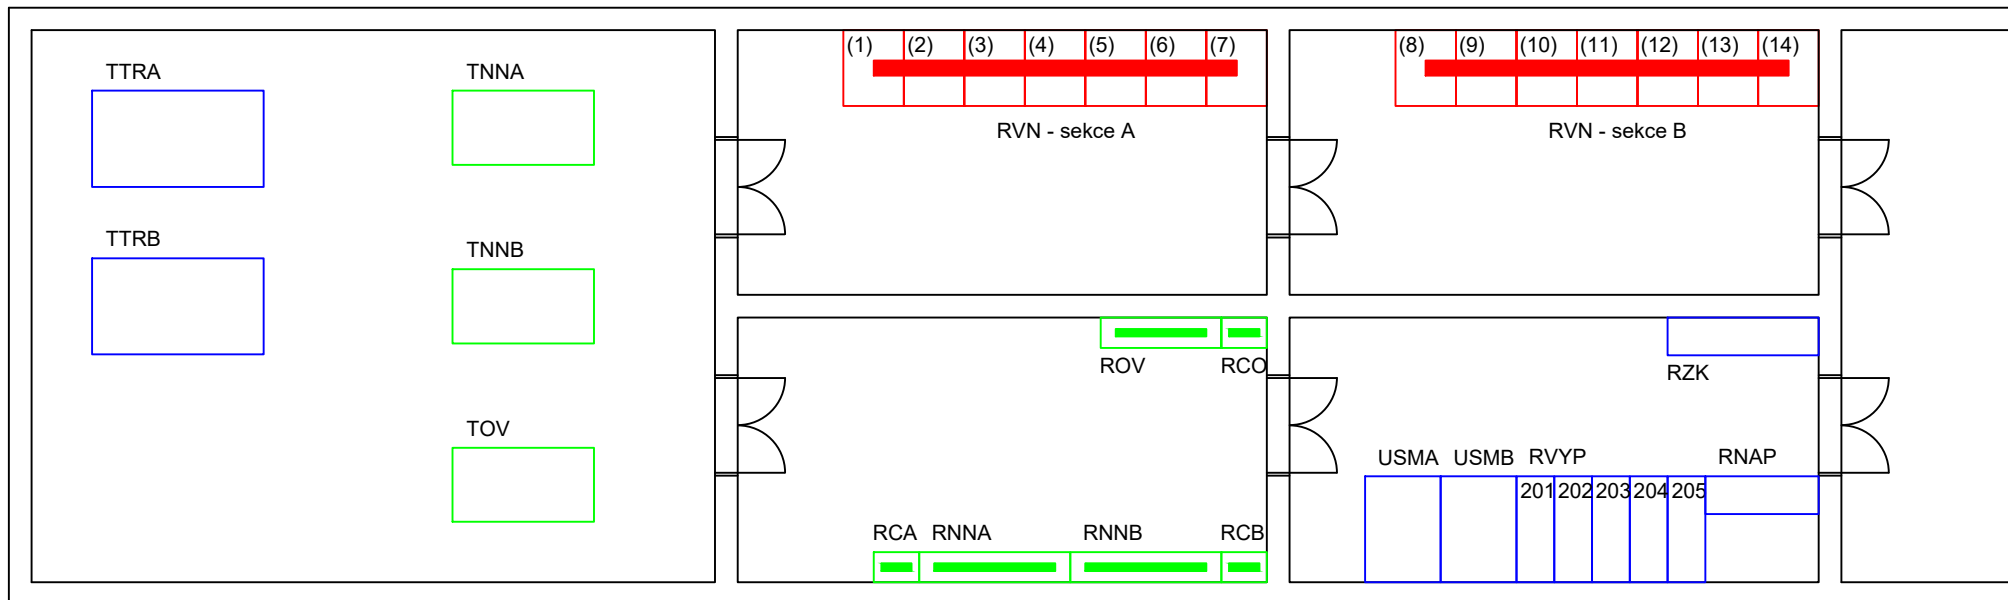 (1) (2) (3) (4) (5) (6) (7)
(8) (9) (10) (11) (12) (13) (14)
TTRA
TNNA
RVN - sekce A
RVN - sekce B
TTRB
TNNB
ROV
RCO
RZK
TOV
USMA USMB RVYP RNAP
201 202 203 204 205
RCA RNNA RNNB RCB